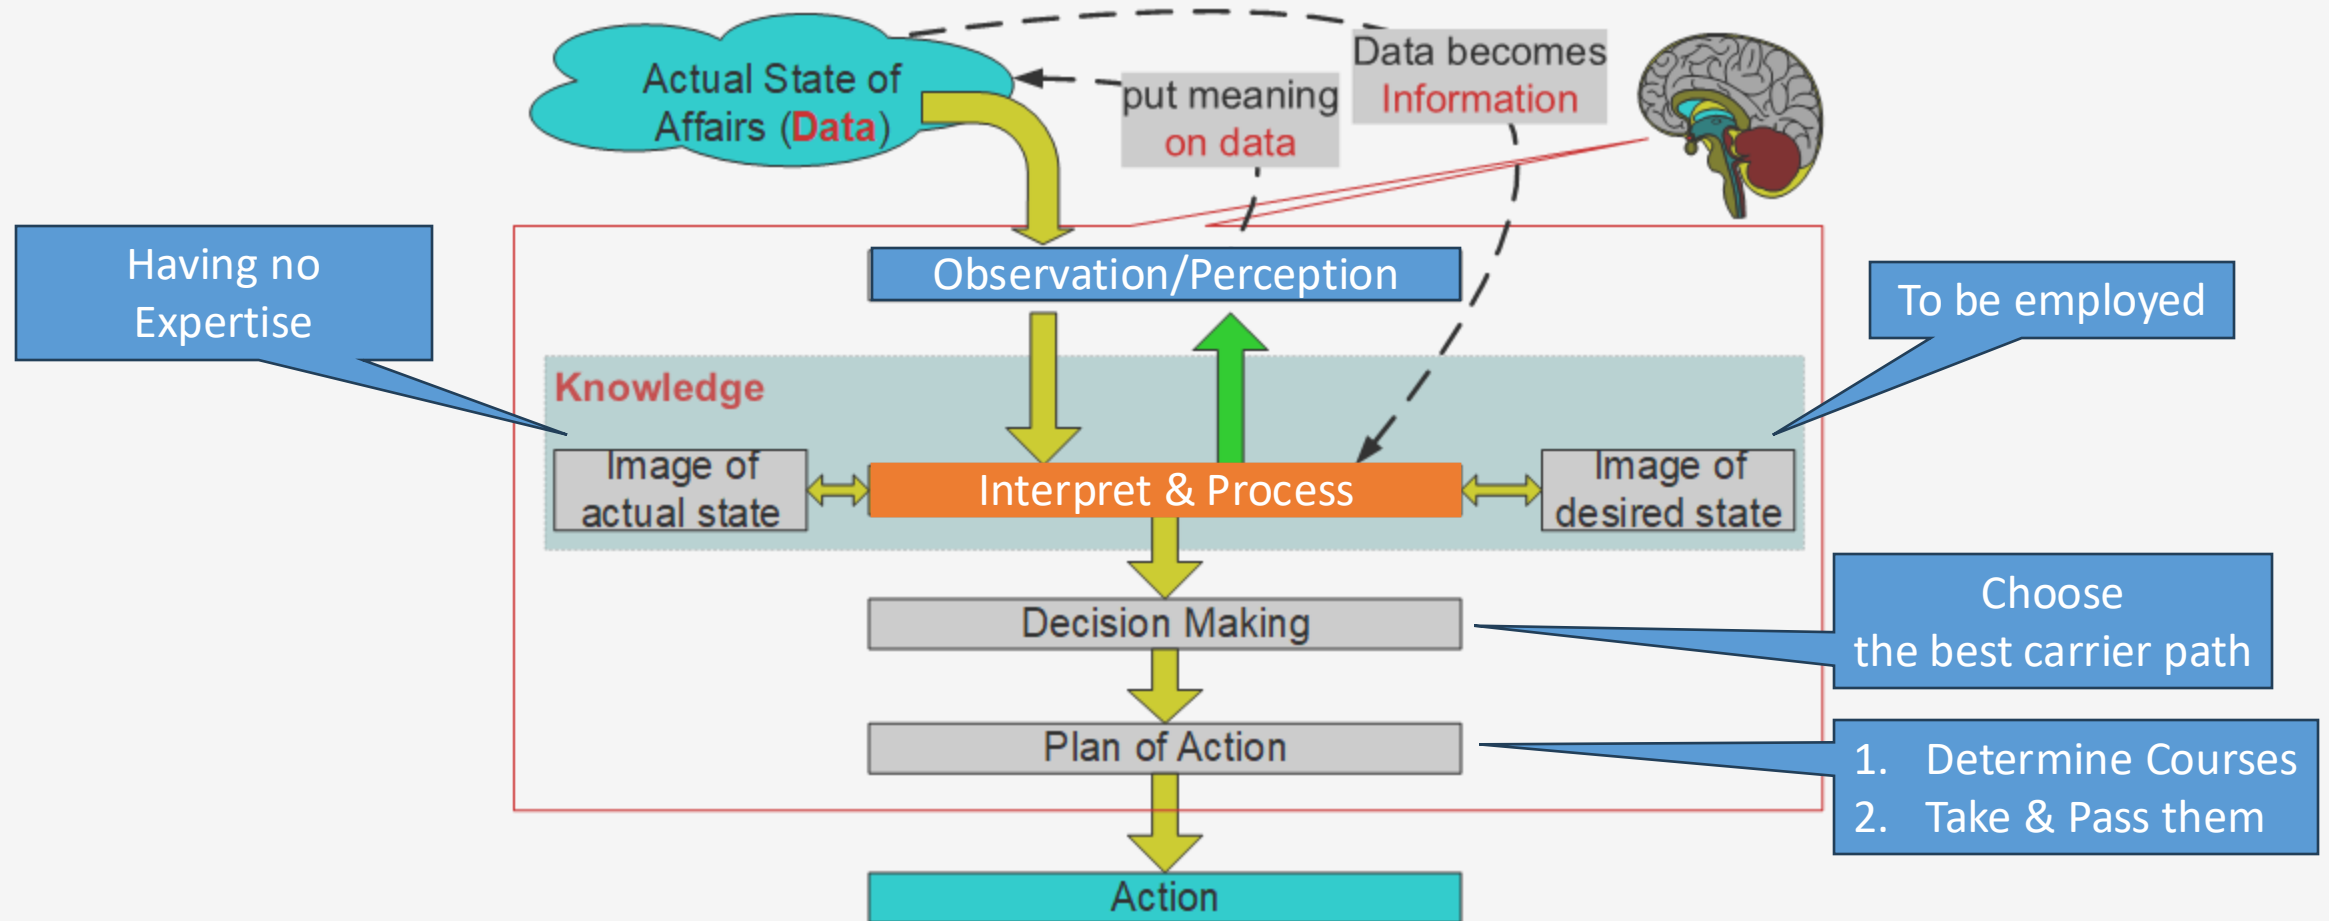 Actual State of
Affairs (Data)
put meaning
on data
Data becomes
Information
Having no
Expertise
Observation/Perception
To be employed
Knowledge
Image of
actual state
Interpret & Process
Image of
desired state
Decision Making
Choose
the best carrier path
Plan of Action
1. Determine Courses
2. Take & Pass them
Action